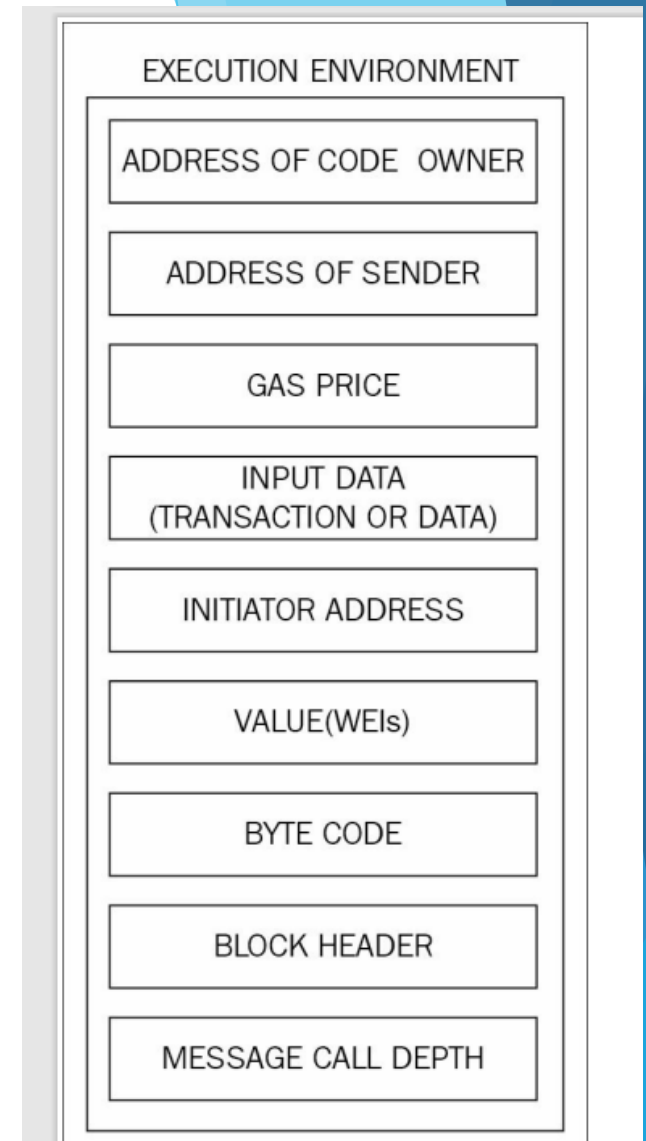 EXECUTION ENVIRONMENT
ADDRESS OF CODE OWNER
ADDRESS OF SENDER
GAS PRICE
INPUT DATA
(TRANSACTION OR DATA)
INITIATOR ADDRESS
VALUE(WEIs)
BYTE CODE
BLOCK HEADER
MESSAGE CALL DEPTH